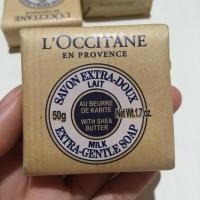 L'OCCITANE
EN PROVENCE
SAVON EXTRA-DOUX
LAIT
AU BEURRE
DE KARITE
50g
Net Wt.1.7 oz.
WITH SHEA
BUTTER
MILK
EXTRA-GENTLE SOAP